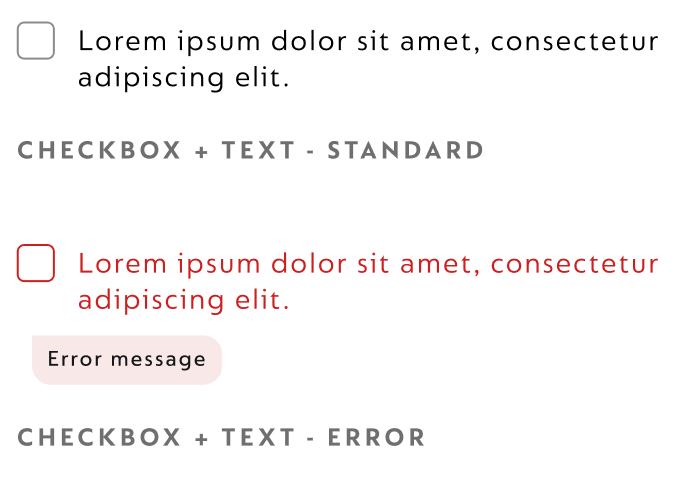 Lorem ipsum dolor sit amet, consectetur
adipiscing elit.
CHECKBOX + TEXT - STANDARD
Lorem ipsum dolor sit amet, consectetur
adipiscing elit.
Error message
CHECKBOX + TEXT - ERROR